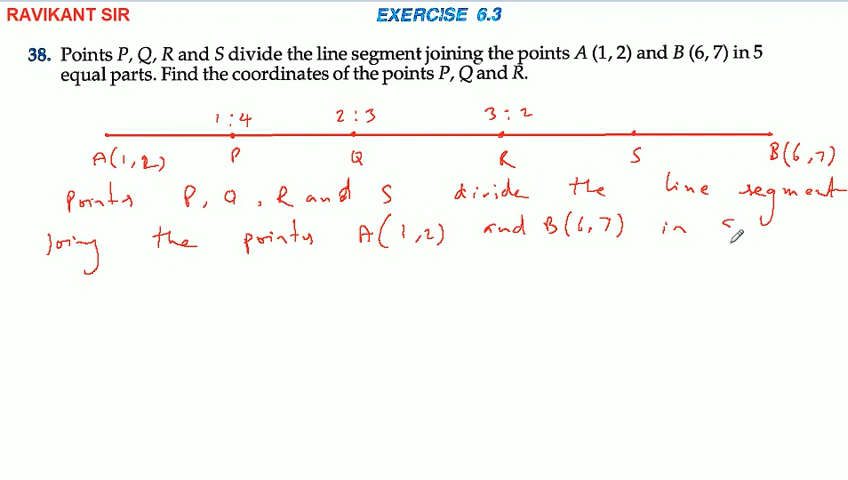 RAVIKANT SIR
EXERCISE 6.3
38. Points P, Q, R and S divide the line segment joining the points A (1, 2) and B (6, 7) in 5
equal parts. Find the coordinates of the points P, Q and R.
1 : 4 2 : 3 3 : 2
A(1,2) P Q R S B(6,7)
points P, Q, R and S divide the line segment
Joing the points A(1,2) and B(6,7) in 5